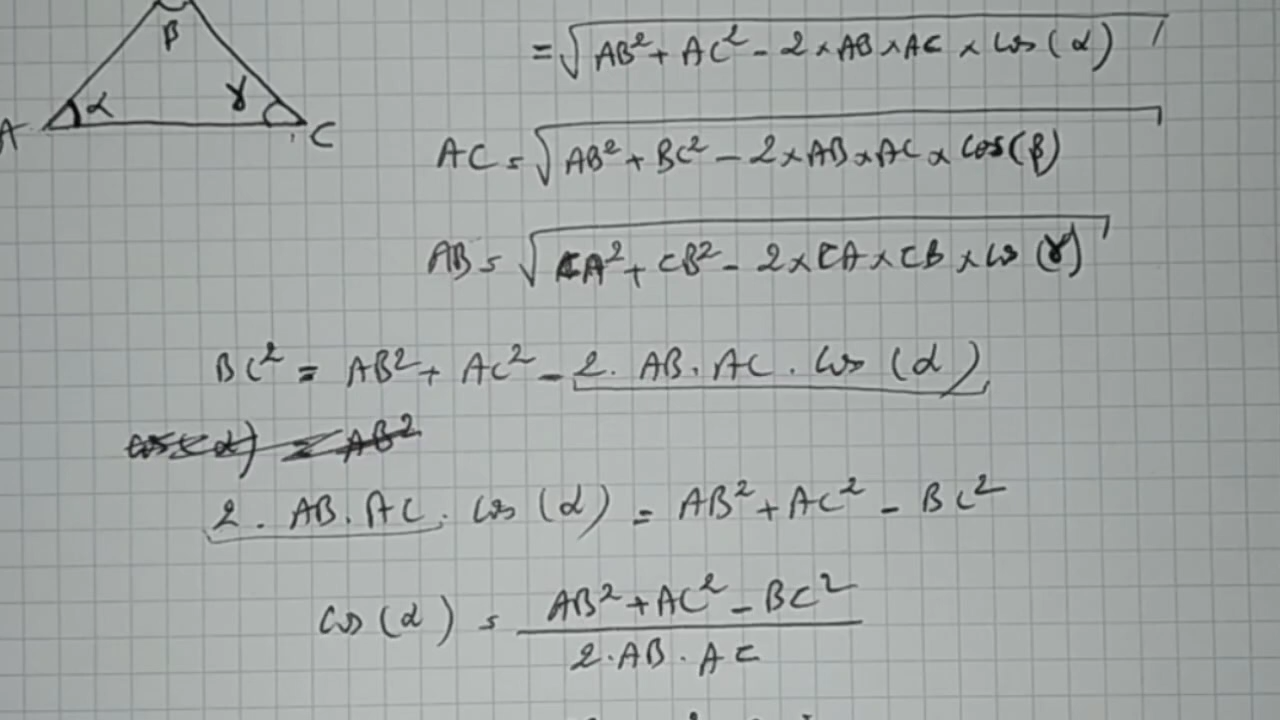 β
= √(AB² + AC² - 2 × AB × AC × cos(α))
α γ
A C
AC = √(AB² + BC² - 2 × AB × AC × cos(β))
AB = √(CA² + CB² - 2 × CA × CB × cos(γ))
BC² = AB² + AC² - 2. AB. AC. cos (α)
cos(α) = AB²
2. AB. AC. cos (α) = AB² + AC² - BC²
cos (α) = AB² + AC² - BC²
2. AB. AC